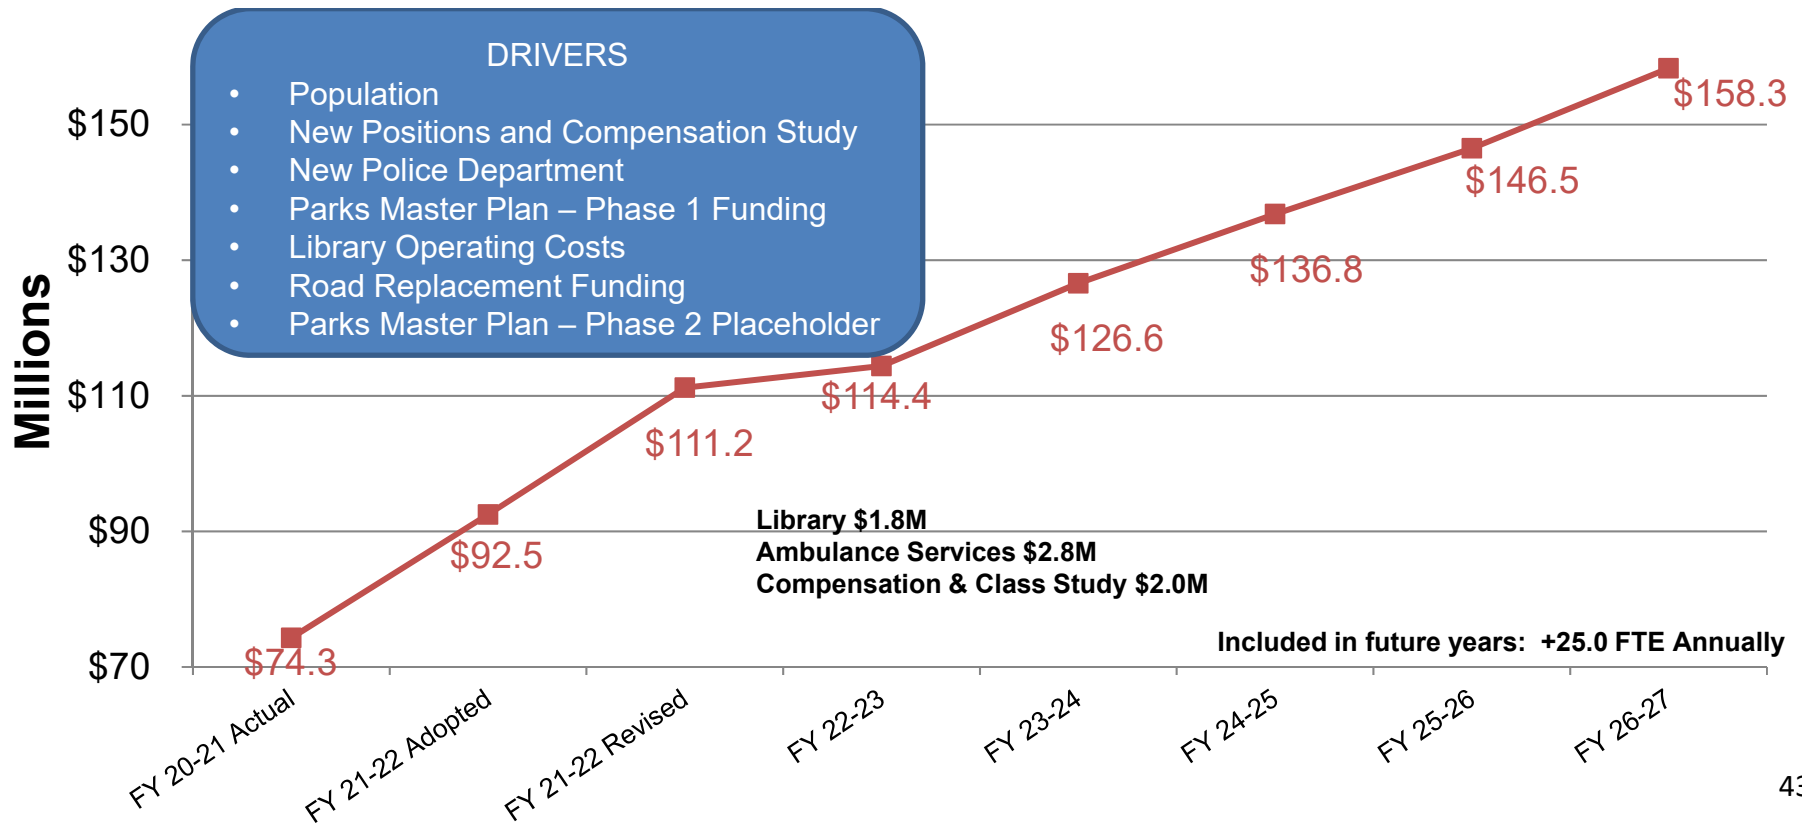 DRIVERS
• Population
• New Positions and Compensation Study
• New Police Department
• Parks Master Plan – Phase 1 Funding
• Library Operating Costs
• Road Replacement Funding
• Parks Master Plan – Phase 2 Placeholder
Millions
$150
$130
$110
$90
$70
$74.3
$92.5
$111.2
$114.4
$126.6
$136.8
$146.5
$158.3
Library $1.8M
Ambulance Services $2.8M
Compensation & Class Study $2.0M
Included in future years: +25.0 FTE Annually
FY 20-21 Actual
FY 21-22 Adopted
FY 21-22 Revised
FY 22-23
FY 23-24
FY 24-25
FY 25-26
FY 26-27
43